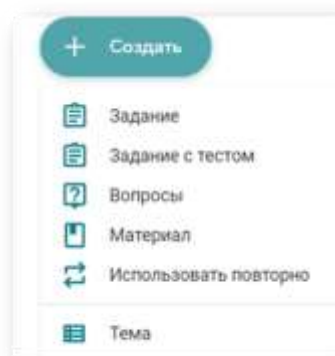 Создать
Задание
Задание с тестом
Вопросы
Материал
Использовать повторно
Тема